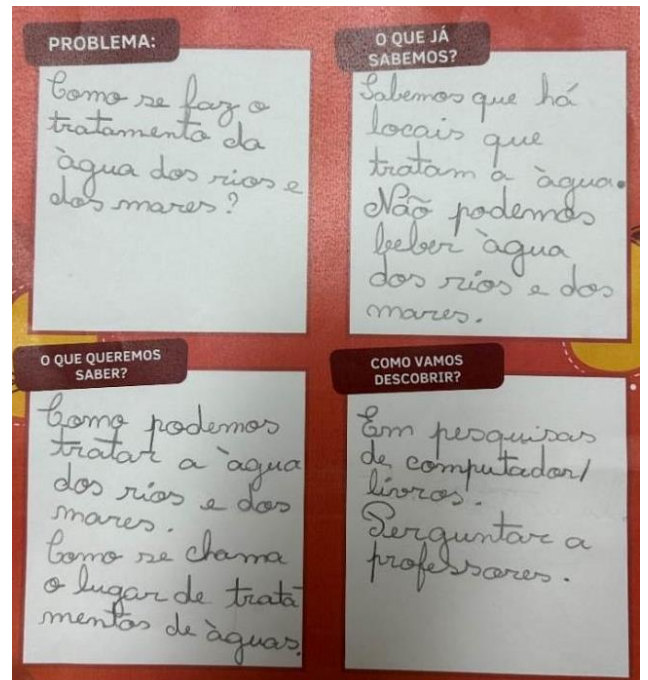 PROBLEMA:
Como se faz o
tratamento da
àgua dos rios e
dos mares?
O QUE JÁ
SABEMOS?
Sabemos que há
locais que
tratam a àgua.
Não podemos
beber àgua
dos rios e dos
mares.
O QUE QUEREMOS
SABER?
Como podemos
tratar a àgua
dos rios e dos
mares.
Como se chama
o lugar de trata
mentos de àguas.
COMO VAMOS
DESCOBRIR?
Em pesquisas
de computador/
livros.
Perguntar a
professores.